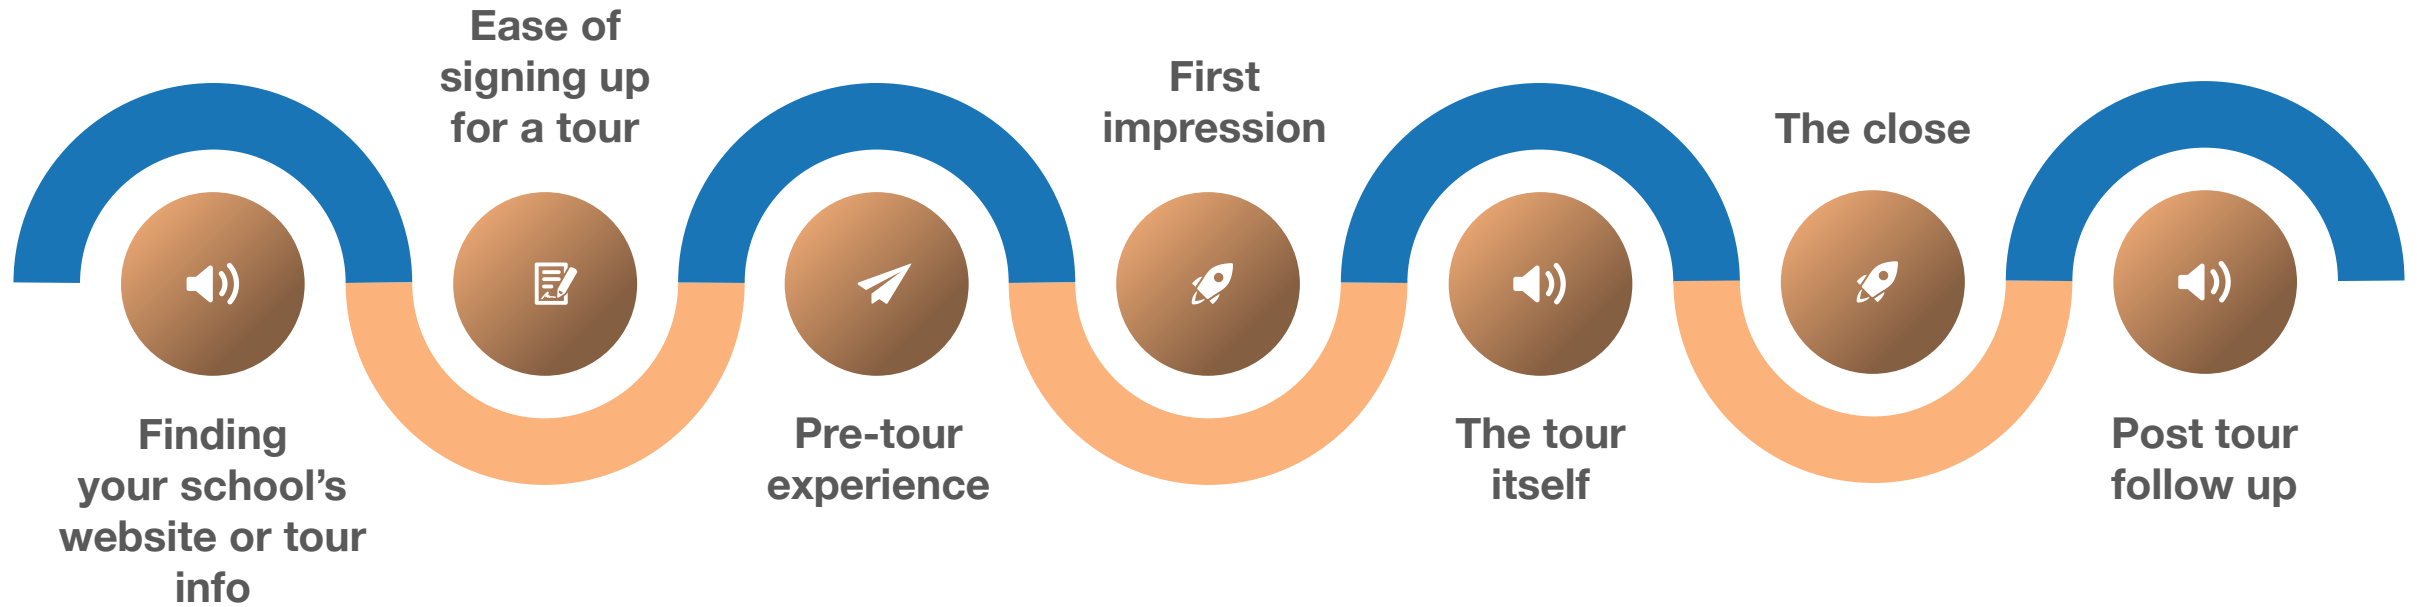 Finding
your school’s
website or tour
info
Ease of
signing up
for a tour
Pre-tour
experience
First
impression
The tour
itself
The close
Post tour
follow up